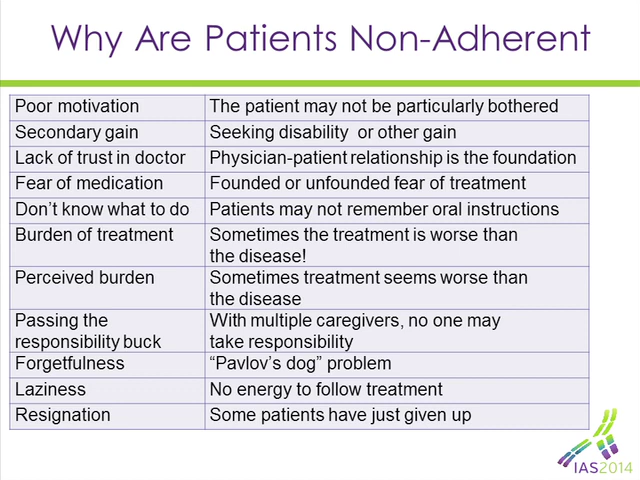 Why Are Patients Non-Adherent
Poor motivation The patient may not be particularly bothered
Secondary gain Seeking disability or other gain
Lack of trust in doctor Physician-patient relationship is the foundation
Fear of medication Founded or unfounded fear of treatment
Don't know what to do Patients may not remember oral instructions
Burden of treatment Sometimes the treatment is worse than
the disease!
Perceived burden Sometimes treatment seems worse than
the disease
Passing the With multiple caregivers, no one may
responsibility buck take responsibility
Forgetfulness “Pavlov’s dog” problem
Laziness No energy to follow treatment
Resignation Some patients have just given up
IAS2014